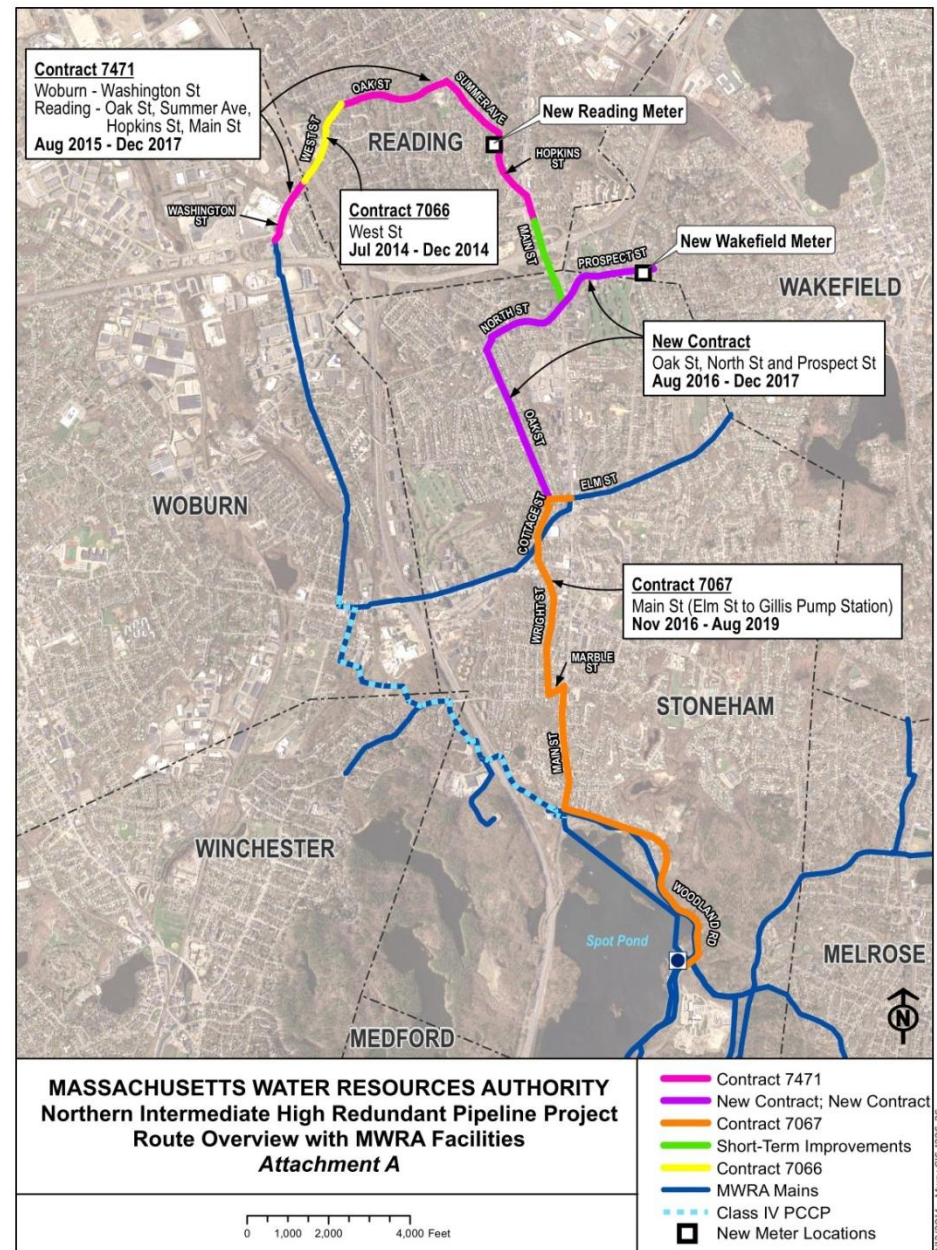 Contract 7471
Woburn - Washington St
Reading - Oak St, Summer Ave,
Hopkins St, Main St
Aug 2015 - Dec 2017
OAK ST
SUMMER AVE
New Reading Meter
READING
WEST ST
HOPKINS
ST
WASHINGTON
ST
Contract 7066
West St
Jul 2014 - Dec 2014
MAIN ST
New Wakefield Meter
PROSPECT ST
WAKEFIELD
NORTH ST
New Contract
Oak St, North St and Prospect St
Aug 2016 - Dec 2017
OAK ST
WOBURN
ELM ST
COTTAGE ST
Contract 7067
Main St (Elm St to Gillis Pump Station)
Nov 2016 - Aug 2019
WRIGHT ST
MARBLE
ST
STONEHAM
MAIN ST
WINCHESTER
WOODLAND RD
Spot Pond
MELROSE
N
MEDFORD
MASSACHUSETTS WATER RESOURCES AUTHORITY
Northern Intermediate High Redundant Pipeline Project
Route Overview with MWRA Facilities
Attachment A
0 1,000 2,000 4,000 Feet
Contract 7471
New Contract; New Contract
Contract 7067
Short-Term Improvements
Contract 7066
MWRA Mains
Class IV PCCP
New Meter Locations